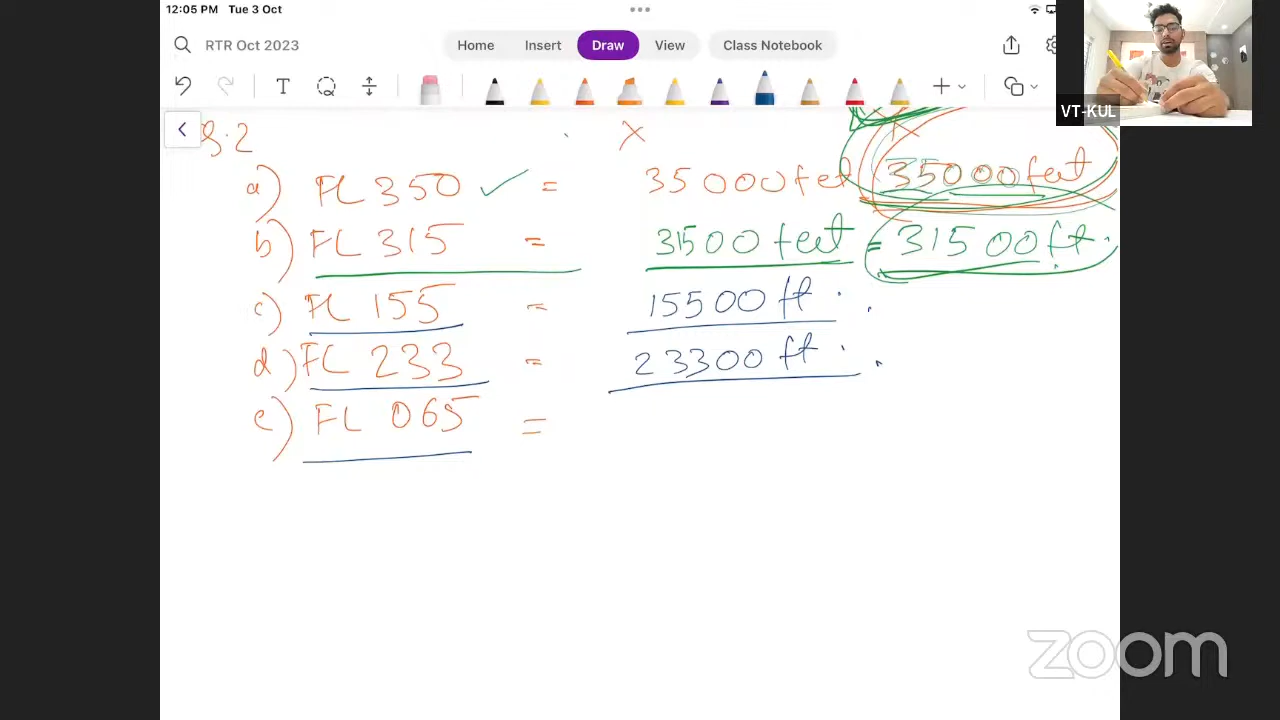 12:05 PM Tue 3 Oct
RTR Oct 2023
Home Insert Draw View Class Notebook
T
VT-KUL
Q.2 X
a) FL 350 ✓ = 35000 feet 35000 feet
b) FL 315 = 31500 feet = 31500 ft.
c) FL 155 = 15500 ft.
d) FL 233 = 23300 ft.
e) FL 065 =
zoom